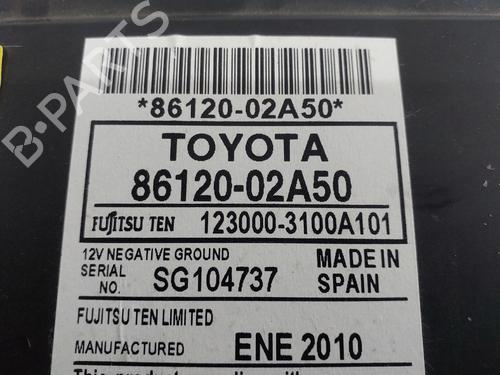 *86120-02A50*
TOYOTA
86120-02A50
FUJITSU TEN 123000-3100A101
12V NEGATIVE GROUND
SERIAL NO. SG104737
MADE IN SPAIN
FUJITSU TEN LIMITED
MANUFACTURED ENE 2010
B-PARTS